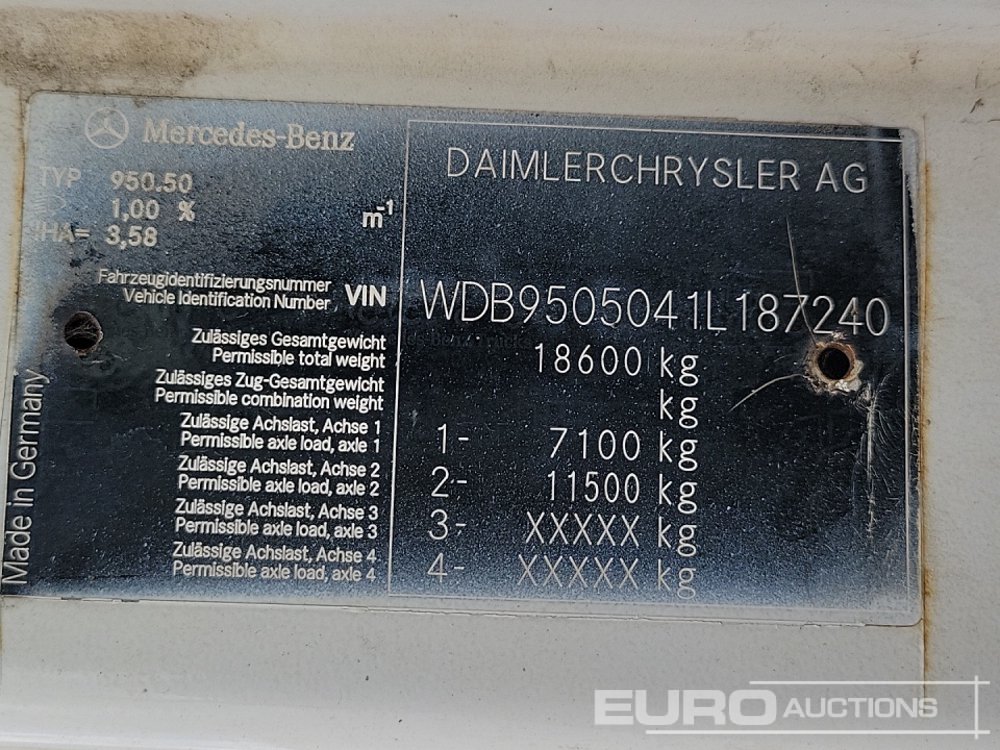 Mercedes-Benz
DAIMLERCHRYSLER AG
TYP 950.50
1,00 %
3,58 m-1
Fahrzeugidentifizierungsnummer
Vehicle Identification Number VIN WDB9505041L187240
Zulässiges Gesamtgewicht
Permissible total weight 18600 kg
Zulässiges Zug-Gesamtgewicht
Permissible combination weight kg
Zulässige Achslast, Achse 1
Permissible axle load, axle 1 1- 7100 kg
Zulässige Achslast, Achse 2
Permissible axle load, axle 2 2- 11500 kg
Zulässige Achslast, Achse 3
Permissible axle load, axle 3 3- XXXXX kg
Zulässige Achslast, Achse 4
Permissible axle load, axle 4 4- XXXXX kg
Made in Germany
EURO AUCTIONS